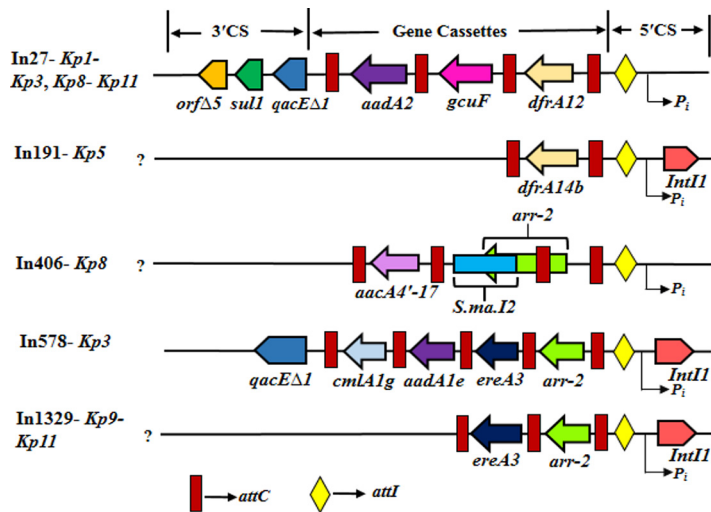 3'CS Gene Cassettes 5'CS
In27- Kp1-
Kp3, Kp8- Kp11
orfΔ5 sul1 qacEΔ1 aadA2 gcuF dfrA12 Pi
In191- Kp5 ?
dfrA14b Pi IntI1
arr-2
In406- Kp8 ?
aacA4'-17 S.ma.I2 Pi
In578- Kp3
qacEΔ1 cmlA1g aadA1e ereA3 arr-2 Pi IntI1
In1329- Kp9-
Kp11 ?
ereA3 arr-2 Pi IntI1
attC attI